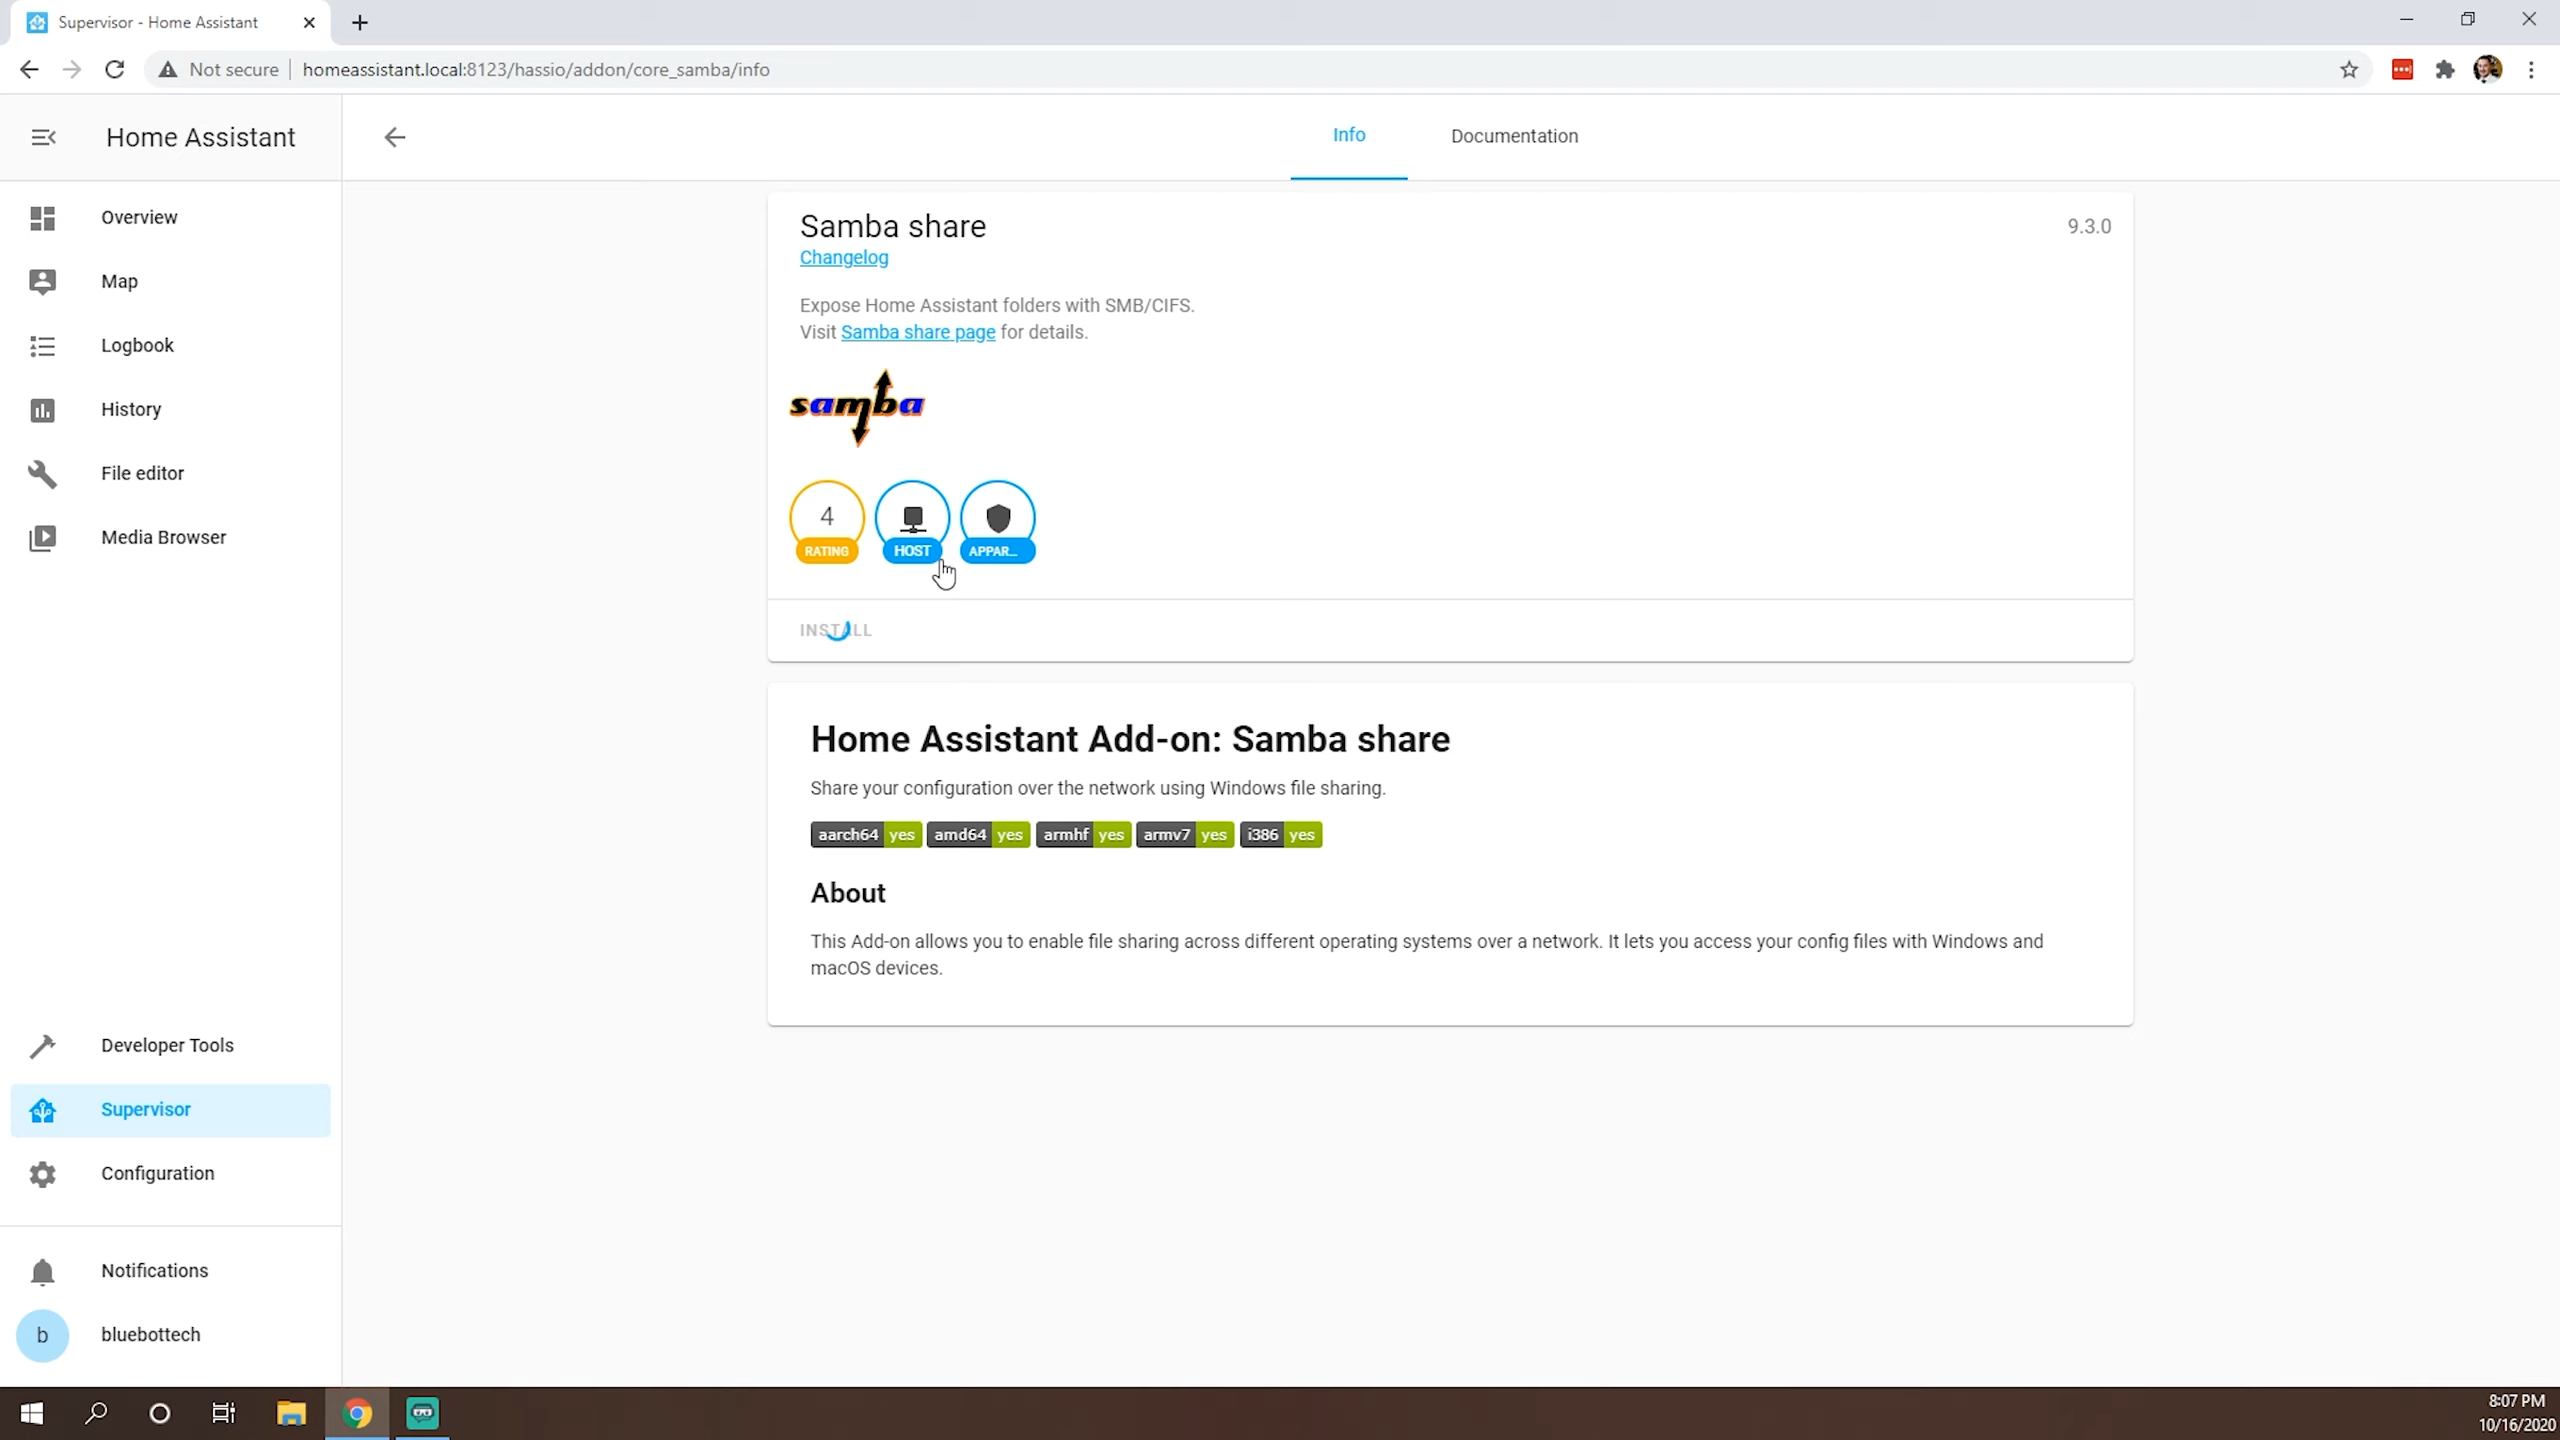 Supervisor - Home Assistant
Not secure
homeassistant.local:8123/hassio/addon/core_samba/info
Home Assistant
Info
Documentation
Overview
Map
Logbook
History
File editor
Media Browser
Developer Tools
Supervisor
Configuration
Notifications
b
bluebottech
Samba share
9.3.0
Changelog
Expose Home Assistant folders with SMB/CIFS.
Visit Samba share page for details.
samba
4
RATING
HOST
APPAR...
INSTALL
Home Assistant Add-on: Samba share
Share your configuration over the network using Windows file sharing.
aarch64 yes amd64 yes armhf yes armv7 yes i386 yes
About
This Add-on allows you to enable file sharing across different operating systems over a network. It lets you access your config files with Windows and
macOS devices.
8:07 PM
10/16/2020